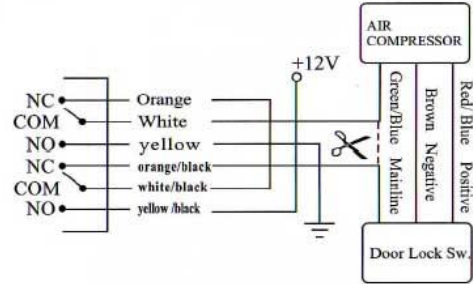 AIR
COMPRESSOR
+12V
NC Orange
COM White
NO yellow
NC orange/black
COM white/black
NO yellow /black
Green/Blue Mainline
Brown Negative
Red/ Blue Positive
Door Lock Sw.